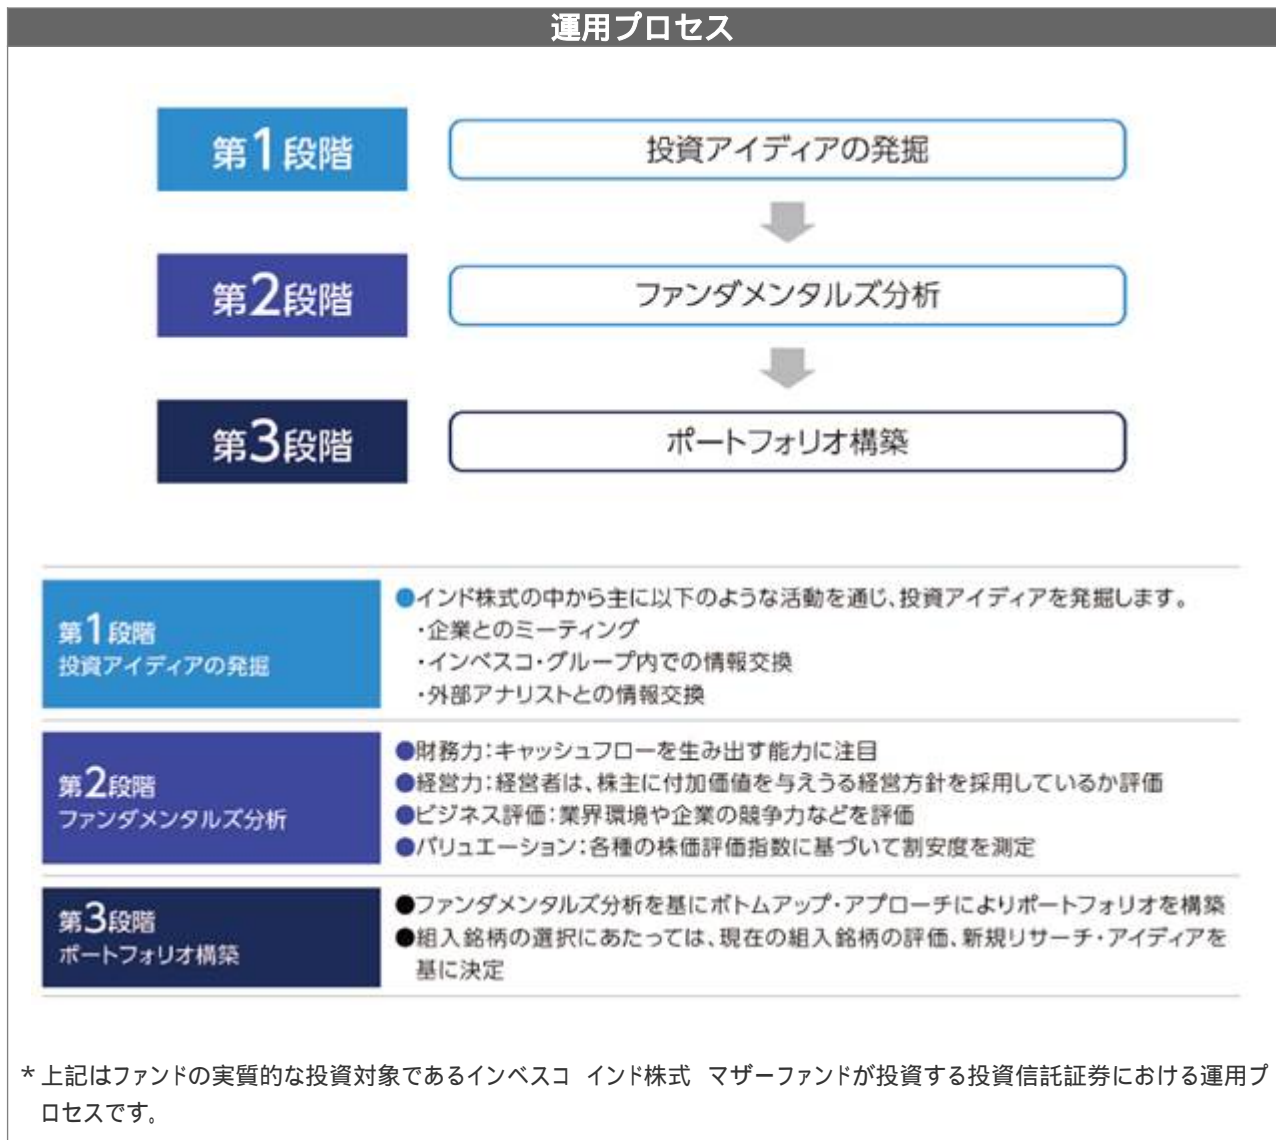 運用プロセス
第1段階
投資アイディアの発掘
第2段階
ファンダメンタルズ分析
第3段階
ポートフォリオ構築
第1段階
投資アイディアの発掘
●インド株式の中から主に以下のような活動を通じ、投資アイディアを発掘します。
・企業とのミーティング
・インベスコ・グループ内での情報交換
・外部アナリストとの情報交換
第2段階
ファンダメンタルズ分析
●財務力：キャッシュフローを生み出す能力に注目
●経営力：経営者は、株主に付加価値を与えうる経営方針を採用しているか評価
●ビジネス評価：業界環境や企業の競争力などを評価
●バリュエーション：各種の株価評価指数に基づいて割安度を測定
第3段階
ポートフォリオ構築
●ファンダメンタルズ分析を基にボトムアップ・アプローチによりポートフォリオを構築
●組入銘柄の選択にあたっては、現在の組入銘柄の評価、新規リサーチ・アイディアを
基に決定
＊上記はファンドの実質的な投資対象であるインベスコ インド株式 マザーファンドが投資する投資信託証券における運用プ
ロセスです。